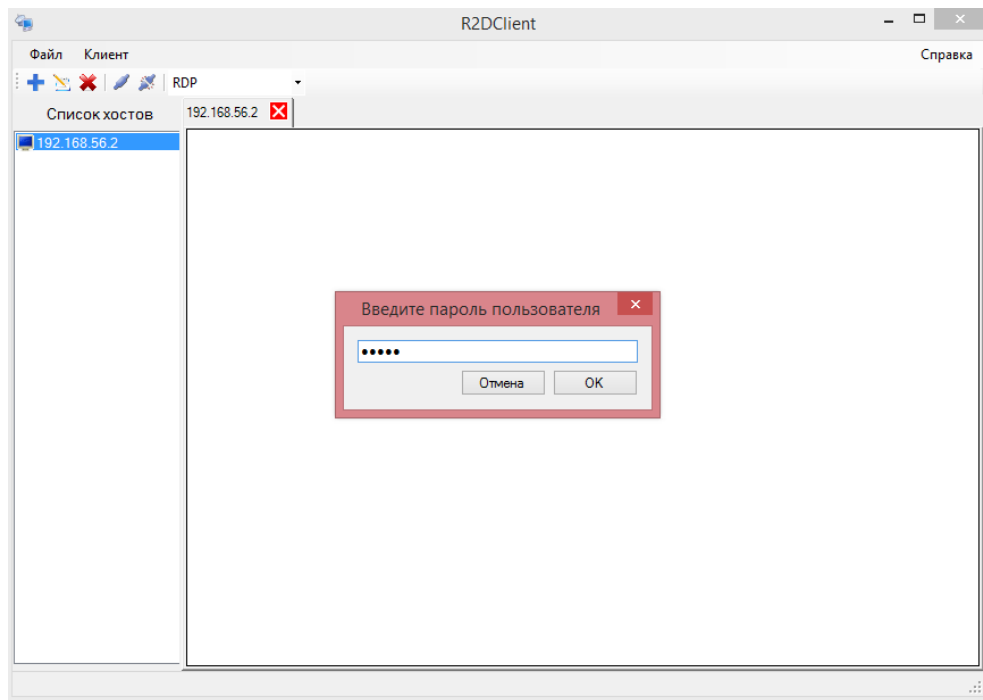 R2DClient
Файл Клиент Справка
RDP
Список хостов 192.168.56.2
192.168.56.2
Введите пароль пользователя
•••••
Отмена OK